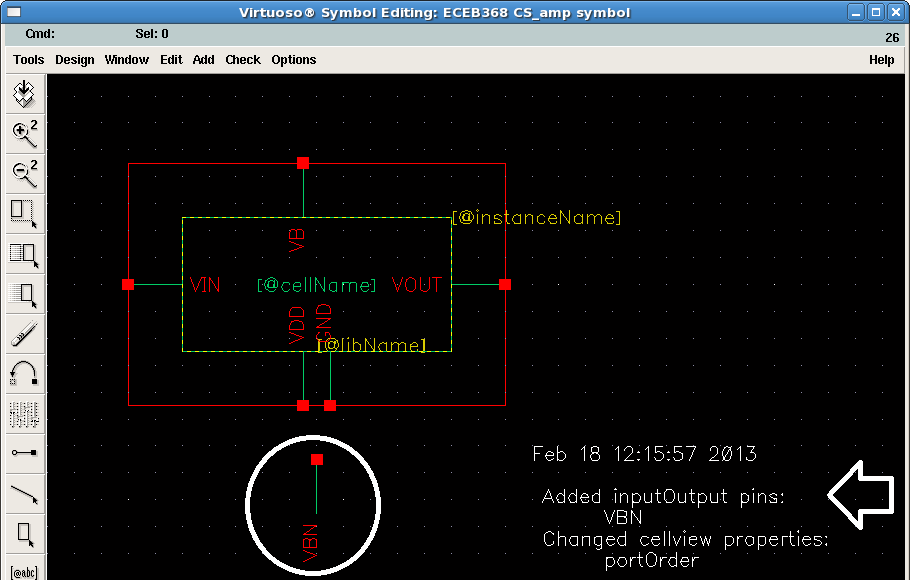 Virtuoso® Symbol Editing: ECEB368 CS_amp symbol
Cmd: Sel: 0
26
Tools Design Window Edit Add Check Options Help
2
2
[@instanceName]
VB
VIN [@cellName] VOUT
VDD GND
[@libName]
Feb 18 12:15:57 2013
Added inputOutput pins:
VBN
Changed cellview properties:
portOrder
VBN
[@abc]